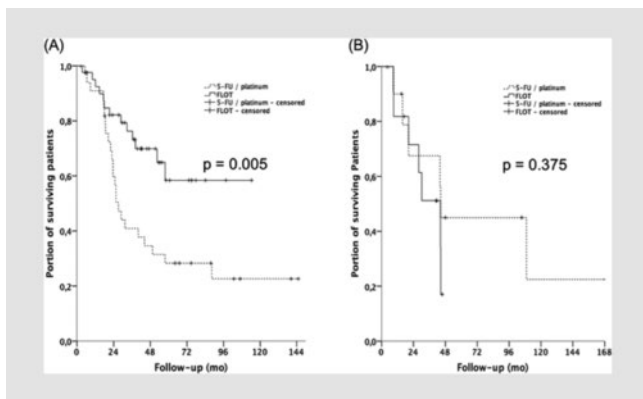 (A)
1,0
0,8
0,6
0,4
0,2
0,0
Portion of surviving patients
5-FU / platinum
FLOT
5-FU / platinum - censored
FLOT - censored
p = 0.005
0 24 48 72 96 120 144
Follow-up (mo)
(B)
1,0
0,8
0,6
0,4
0,2
0,0
Portion of surviving Patients
5-FU / platinum
FLOT
5-FU / platinum - censored
FLOT - censored
p = 0.375
0 24 48 72 96 120 144 168
Follow-up (mo)